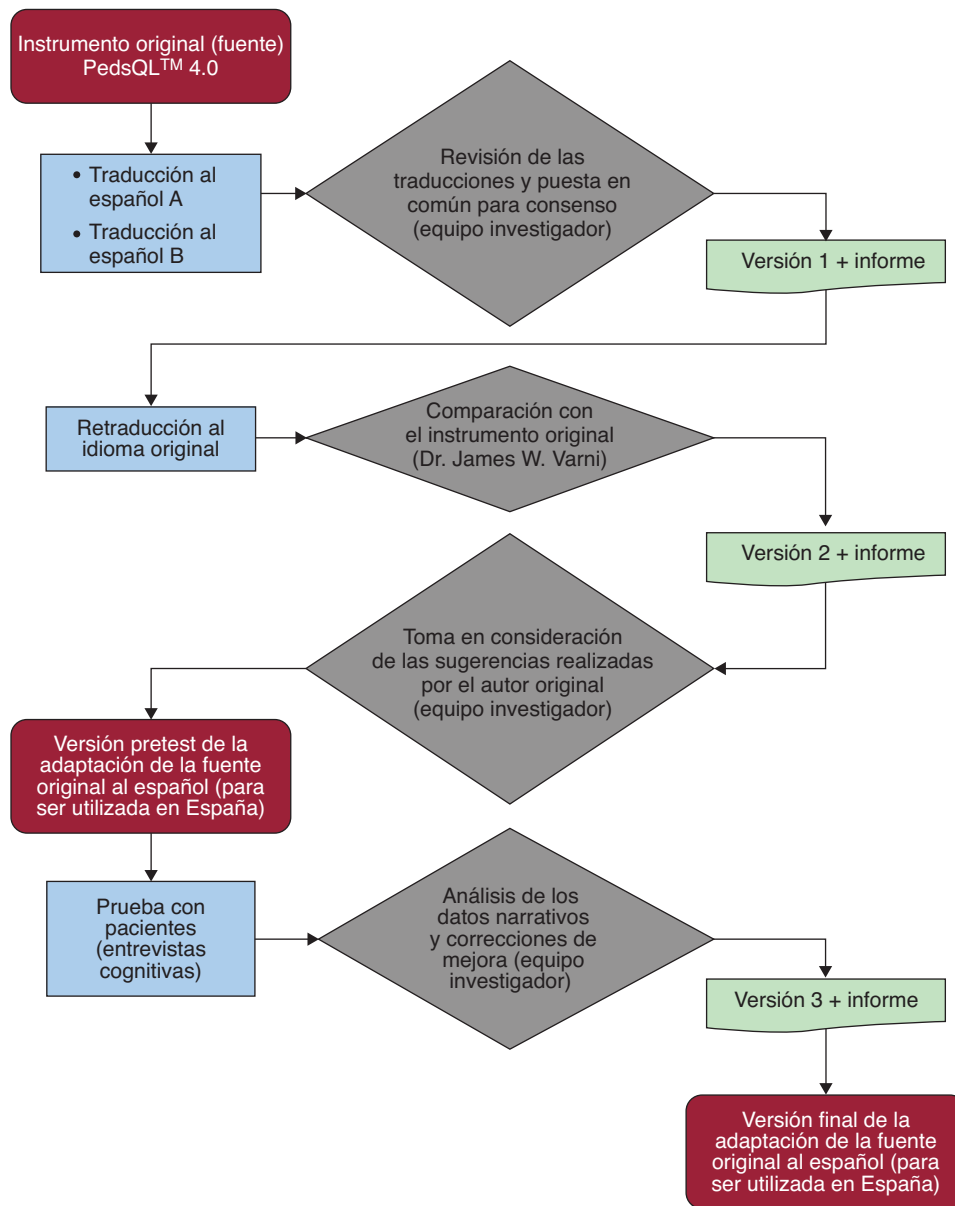 Instrumento original (fuente)
PedsQL™ 4.0
• Traducción al
español A
• Traducción al
español B
Revisión de las
traducciones y puesta en
común para consenso
(equipo investigador)
Versión 1 + informe
Retraducción al
idioma original
Comparación con
el instrumento original
(Dr. James W. Varni)
Versión 2 + informe
Toma en consideración
de las sugerencias realizadas
por el autor original
(equipo investigador)
Versión pretest de la
adaptación de la fuente
original al español (para
ser utilizada en España)
Prueba con
pacientes
(entrevistas
cognitivas)
Análisis de los
datos narrativos
y correcciones de
mejora (equipo
investigador)
Versión 3 + informe
Versión final de la
adaptación de la fuente
original al español (para
ser utilizada en España)